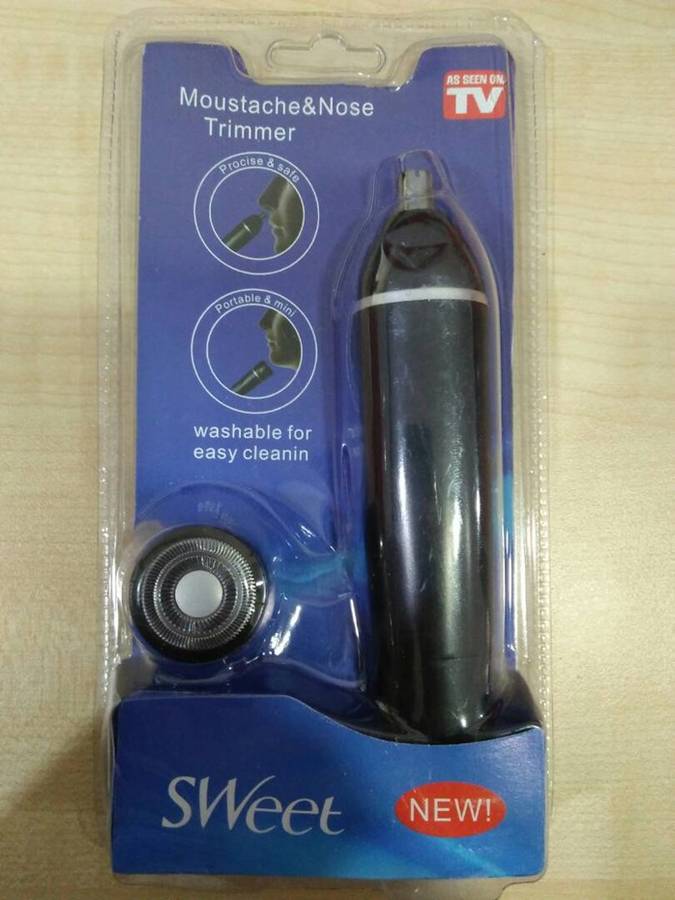 AS SEEN ON
TV
Moustache&Nose
Trimmer
Procise & safe
Portable & mini
washable for
easy cleanin
SWeet
NEW!